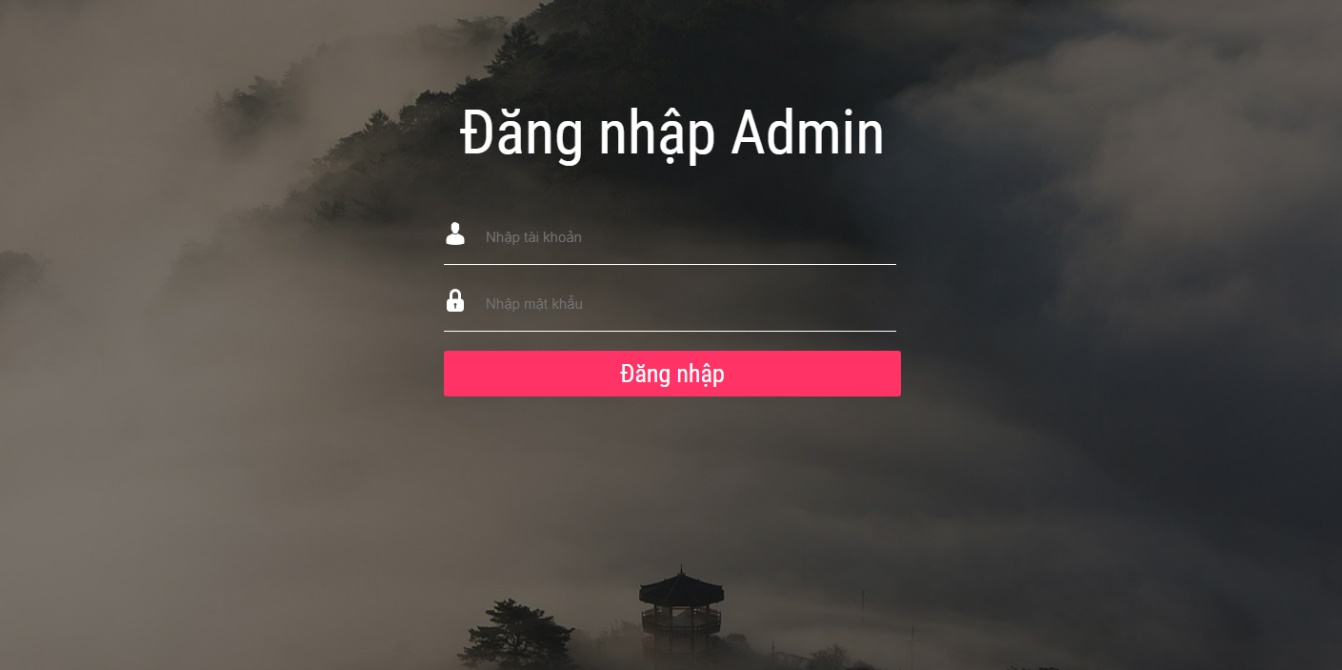 Đăng nhập Admin
Nhập tài khoản
Nhập mật khẩu
Đăng nhập